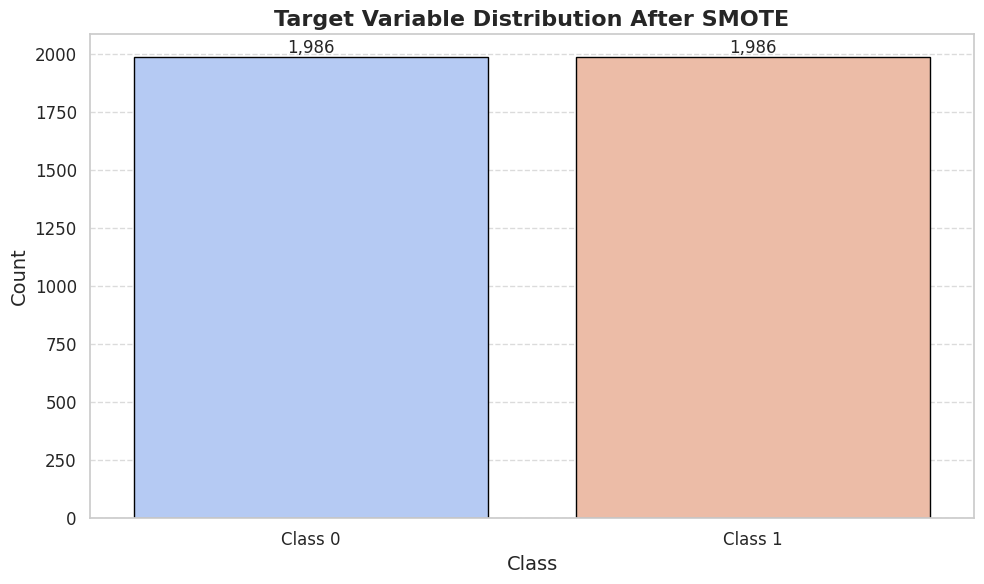 Target Variable Distribution After SMOTE
2000
1750
1500
1250
1000
750
500
250
0
Count
1,986
1,986
Class 0
Class 1
Class